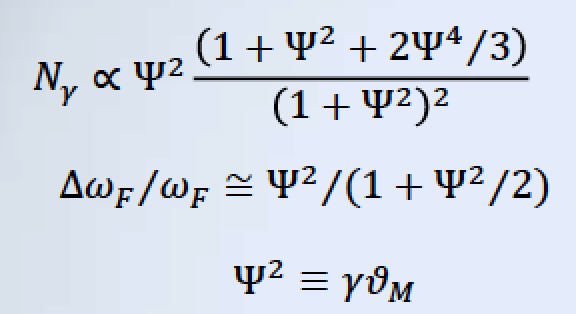 N_γ ∝ Ψ² (1 + Ψ² + 2Ψ⁴/3) / (1 + Ψ²)²
Δω_F/ω_F ≅ Ψ²/(1 + Ψ²/2)
Ψ² ≡ γϑ_M